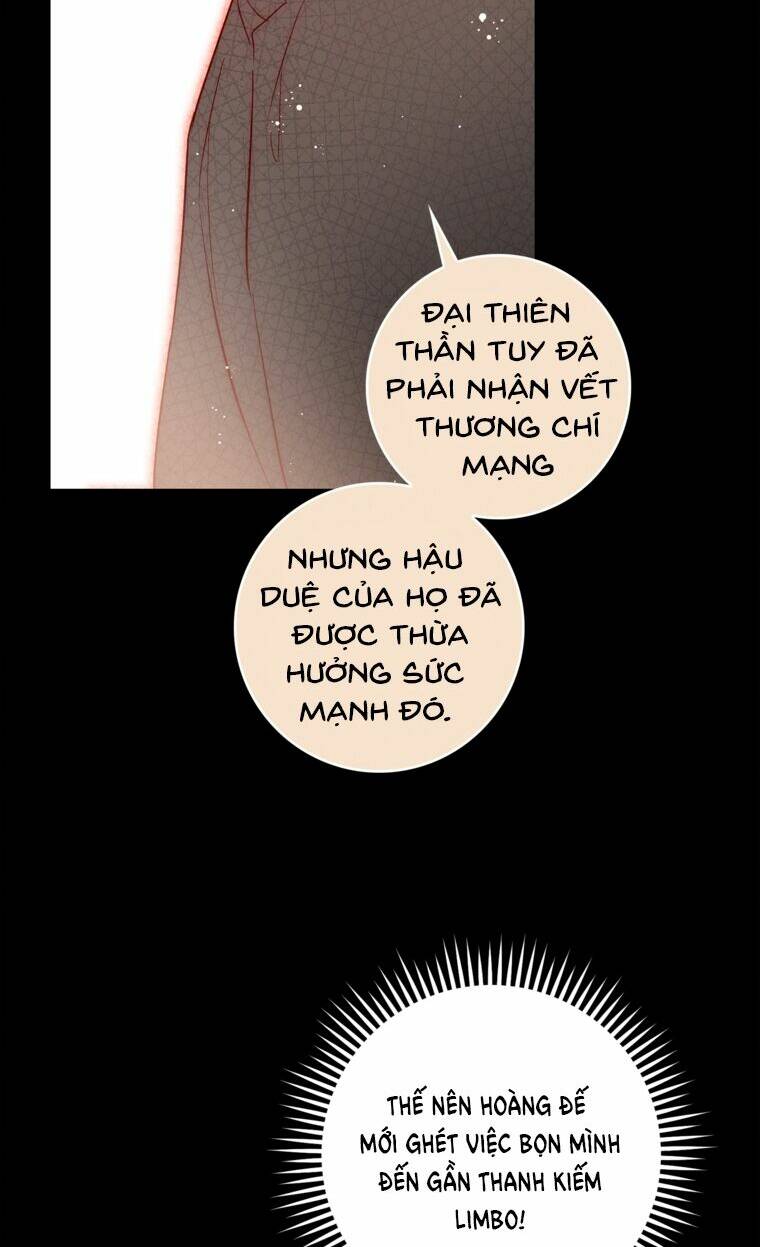 ĐẠI THIÊN
THẦN TUY ĐÃ
PHẢI NHẬN VẾT
THƯƠNG CHÍ
MẠNG
NHƯNG HẬU
DUỆ CỦA HỌ ĐÃ
ĐƯỢC THỪA
HƯỞNG SỨC
MẠNH ĐÓ.
THẾ NÊN HOÀNG ĐẾ
MỚI GHÉT VIỆC BỌN MÌNH
ĐẾN GẦN THANH KIẾM
LIMBO!